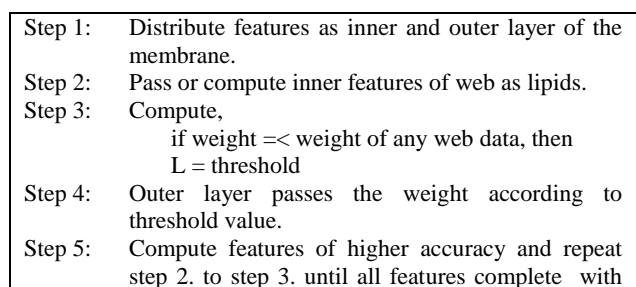 Step 1: Distribute features as inner and outer layer of the
membrane.
Step 2: Pass or compute inner features of web as lipids.
Step 3: Compute,
if weight =< weight of any web data, then
L = threshold
Step 4: Outer layer passes the weight according to
threshold value.
Step 5: Compute features of higher accuracy and repeat
step 2. to step 3. until all features complete with